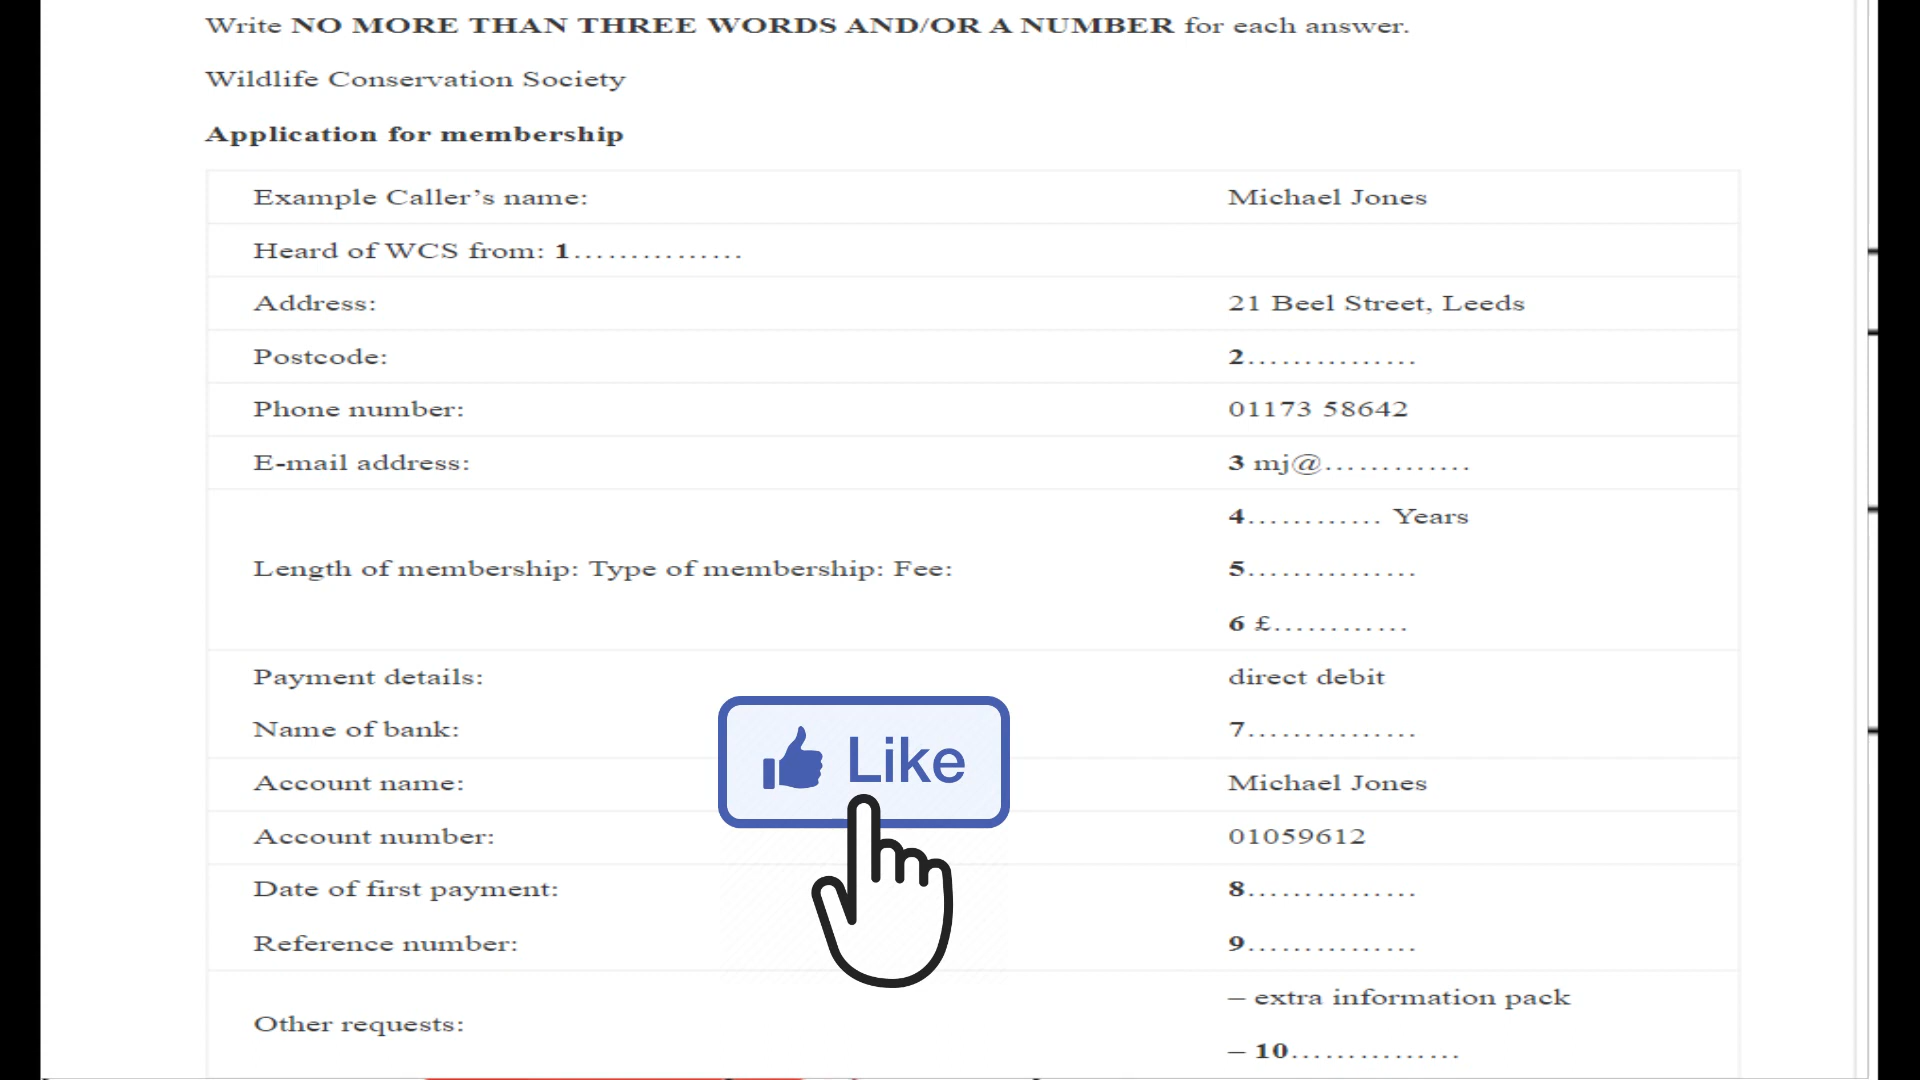 Write NO MORE THAN THREE WORDS AND/OR A NUMBER for each answer.
Wildlife Conservation Society
Application for membership
Example Caller's name: Michael Jones
Heard of WCS from: 1...............
Address: 21 Beel Street, Leeds
Postcode: 2...............
Phone number: 01173 58642
E-mail address: 3 mj@.............
4............ Years
Length of membership: Type of membership: Fee: 5...............
6 £............
Payment details: direct debit
Name of bank: 7...............
Like
Account name: Michael Jones
Account number: 01059612
Date of first payment: 8...............
Reference number: 9...............
– extra information pack
Other requests:
– 10...............